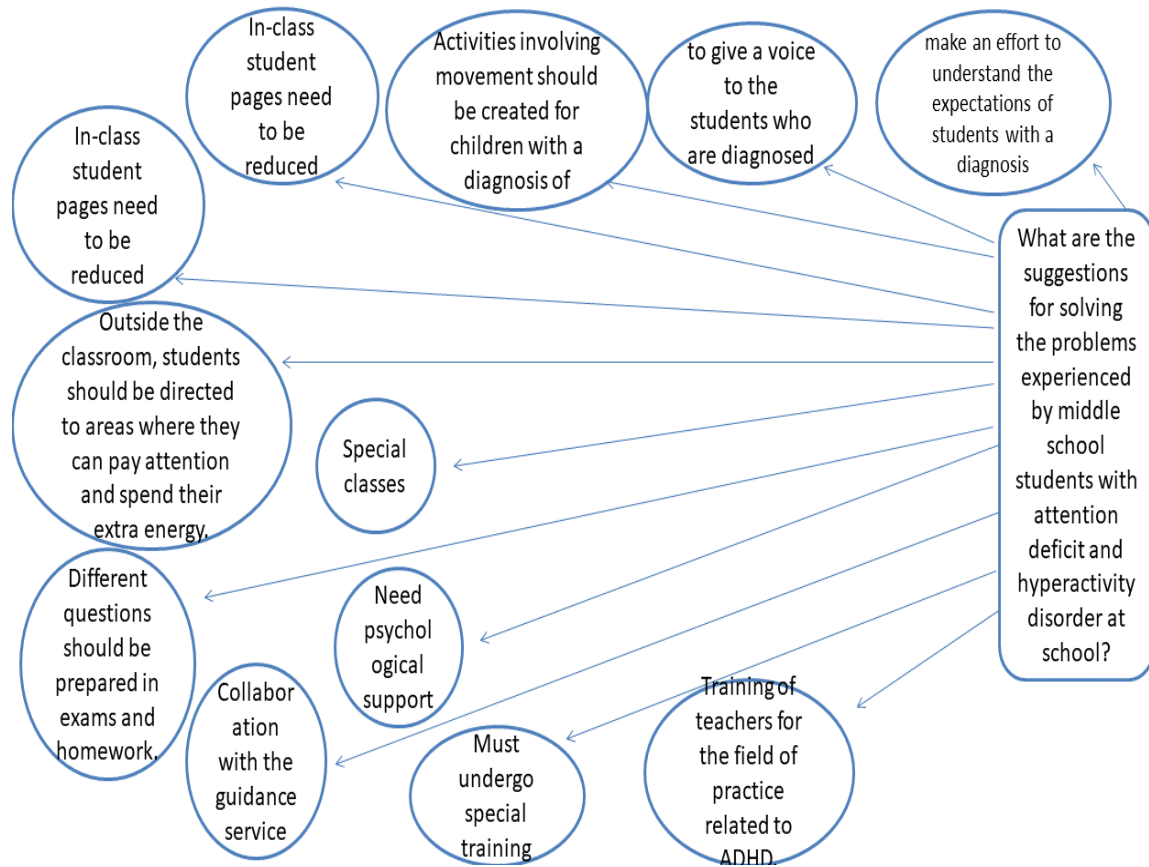 In-class
student
pages need
to be
reduced
Activities involving
movement should
be created for
children with a
diagnosis of
to give a voice
to the
students who
are diagnosed
make an effort to
understand the
expectations of
students with a
diagnosis
In-class
student
pages need
to be
reduced
What are the
suggestions
for solving
the problems
experienced
by middle
school
students with
attention
deficit and
hyperactivity
disorder at
school?
Outside the
classroom, students
should be directed
to areas where they
can pay attention
and spend their
extra energy.
Special
classes
Different
questions
should be
prepared in
exams and
homework.
Need
psychol
ogical
support
Collabor
ation
with the
guidance
service
Must
undergo
special
training
Training of
teachers for
the field of
practice
related to
ADHD.